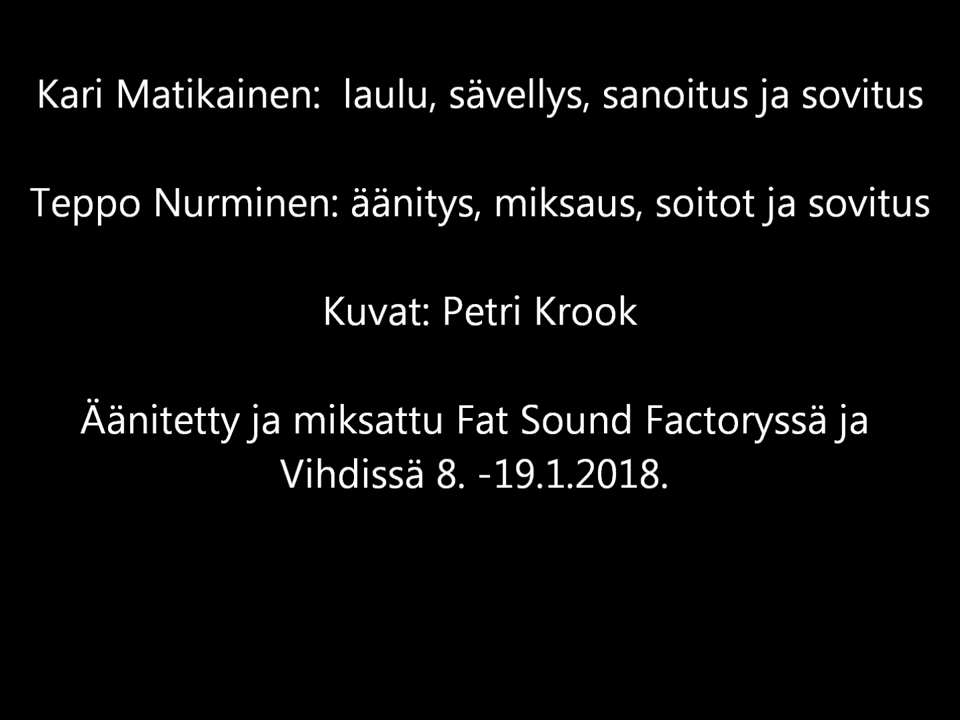 Kari Matikainen:  laulu, sävellys, sanoitus ja sovitus
Teppo Nurminen: äänitys, miksaus, soitot ja sovitus
Kuvat: Petri Krook
Äänitetty ja miksattu Fat Sound Factoryssä ja
Vihdissä 8. -19.1.2018.